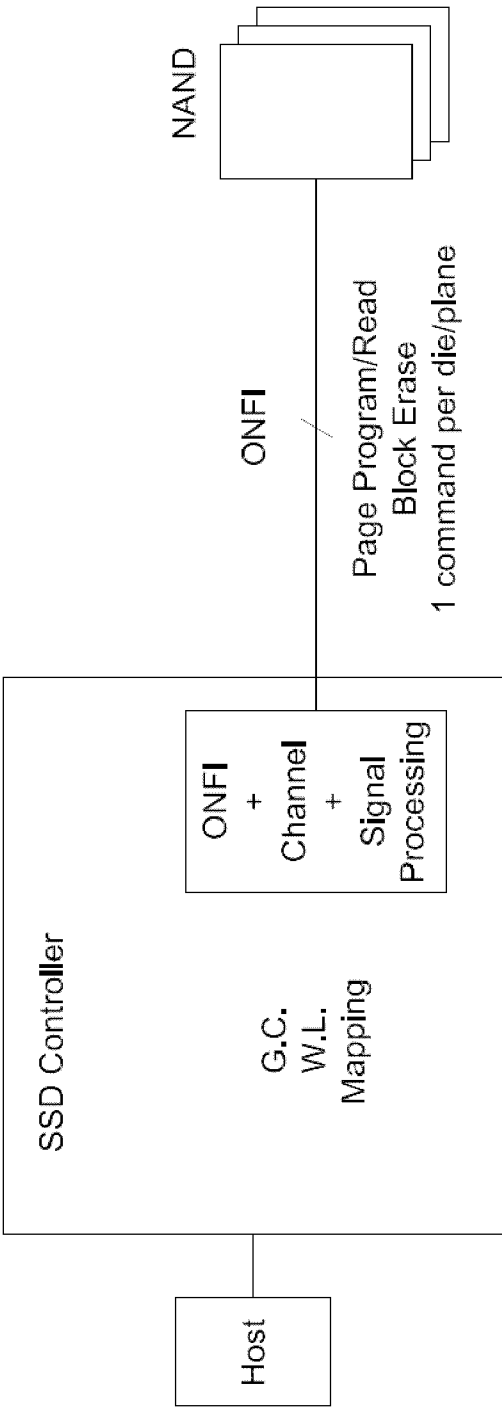 Host
SSD Controller
G.C.
W.L.
Mapping
ONFI
+
Channel
+
Signal
Processing
ONFI
Page Program/Read
Block Erase
1 command per die/plane
NAND